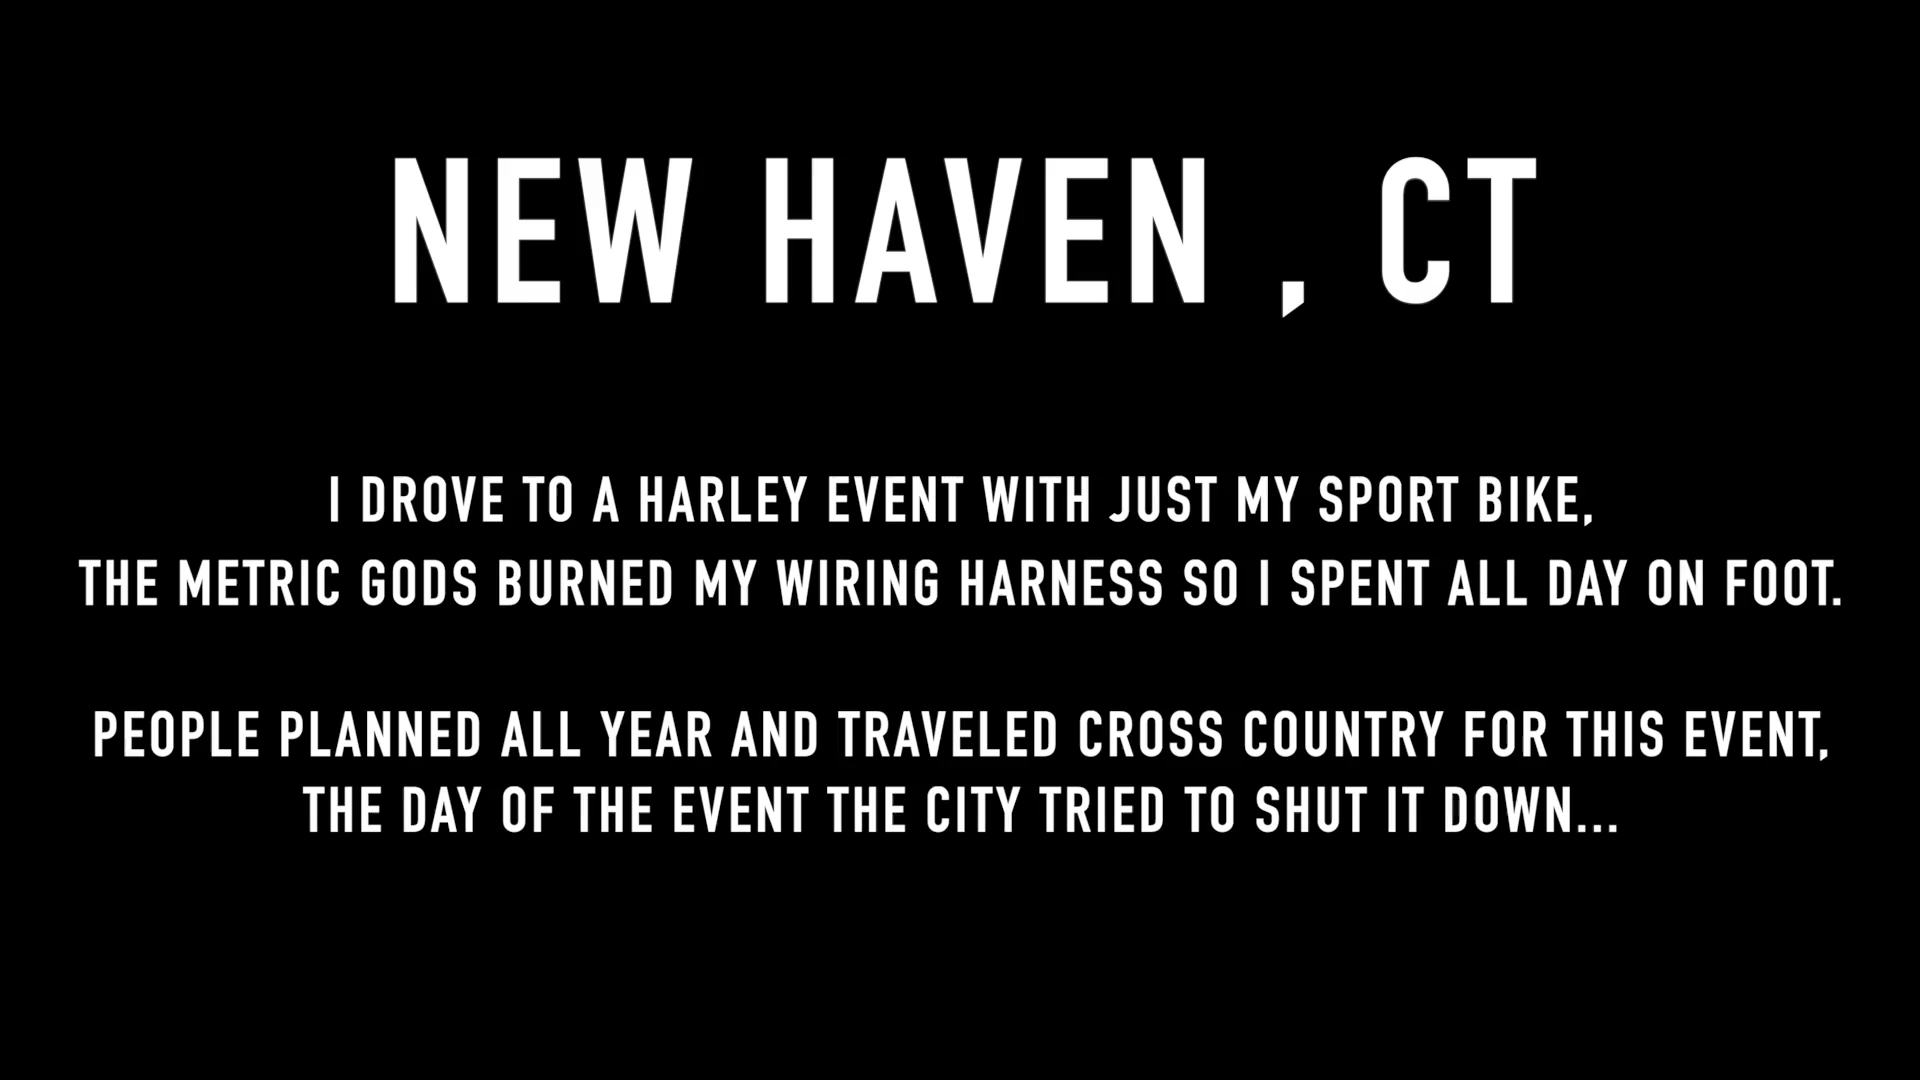 NEW HAVEN , CT
I DROVE TO A HARLEY EVENT WITH JUST MY SPORT BIKE,
THE METRIC GODS BURNED MY WIRING HARNESS SO I SPENT ALL DAY ON FOOT.
PEOPLE PLANNED ALL YEAR AND TRAVELED CROSS COUNTRY FOR THIS EVENT,
THE DAY OF THE EVENT THE CITY TRIED TO SHUT IT DOWN...